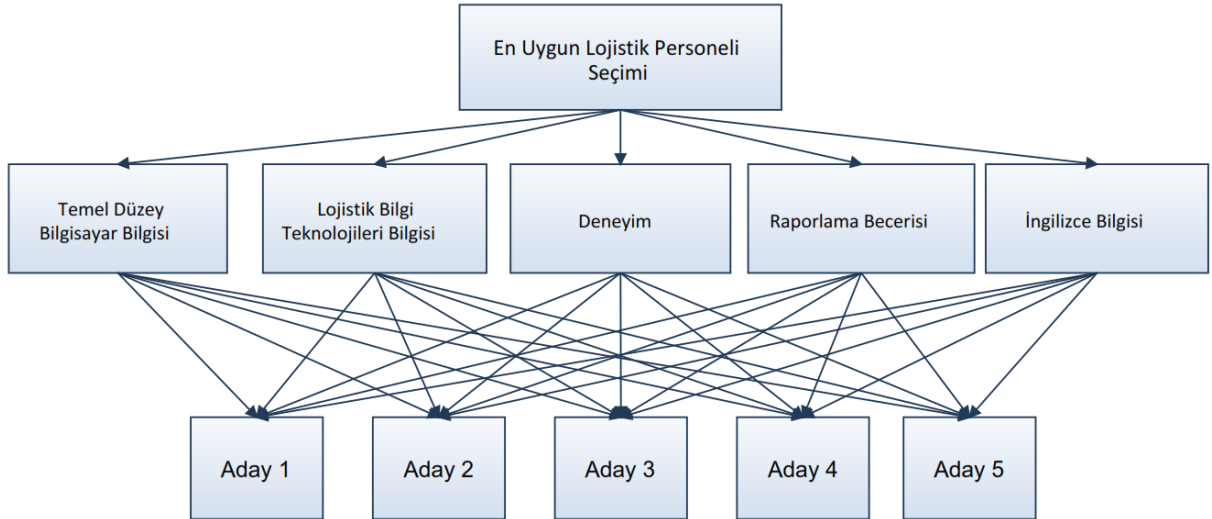 En Uygun Lojistik Personeli
Seçimi
Temel Düzey
Bilgisayar Bilgisi
Lojistik Bilgi
Teknolojileri Bilgisi
Deneyim
Raporlama Becerisi
İngilizce Bilgisi
Aday 1
Aday 2
Aday 3
Aday 4
Aday 5